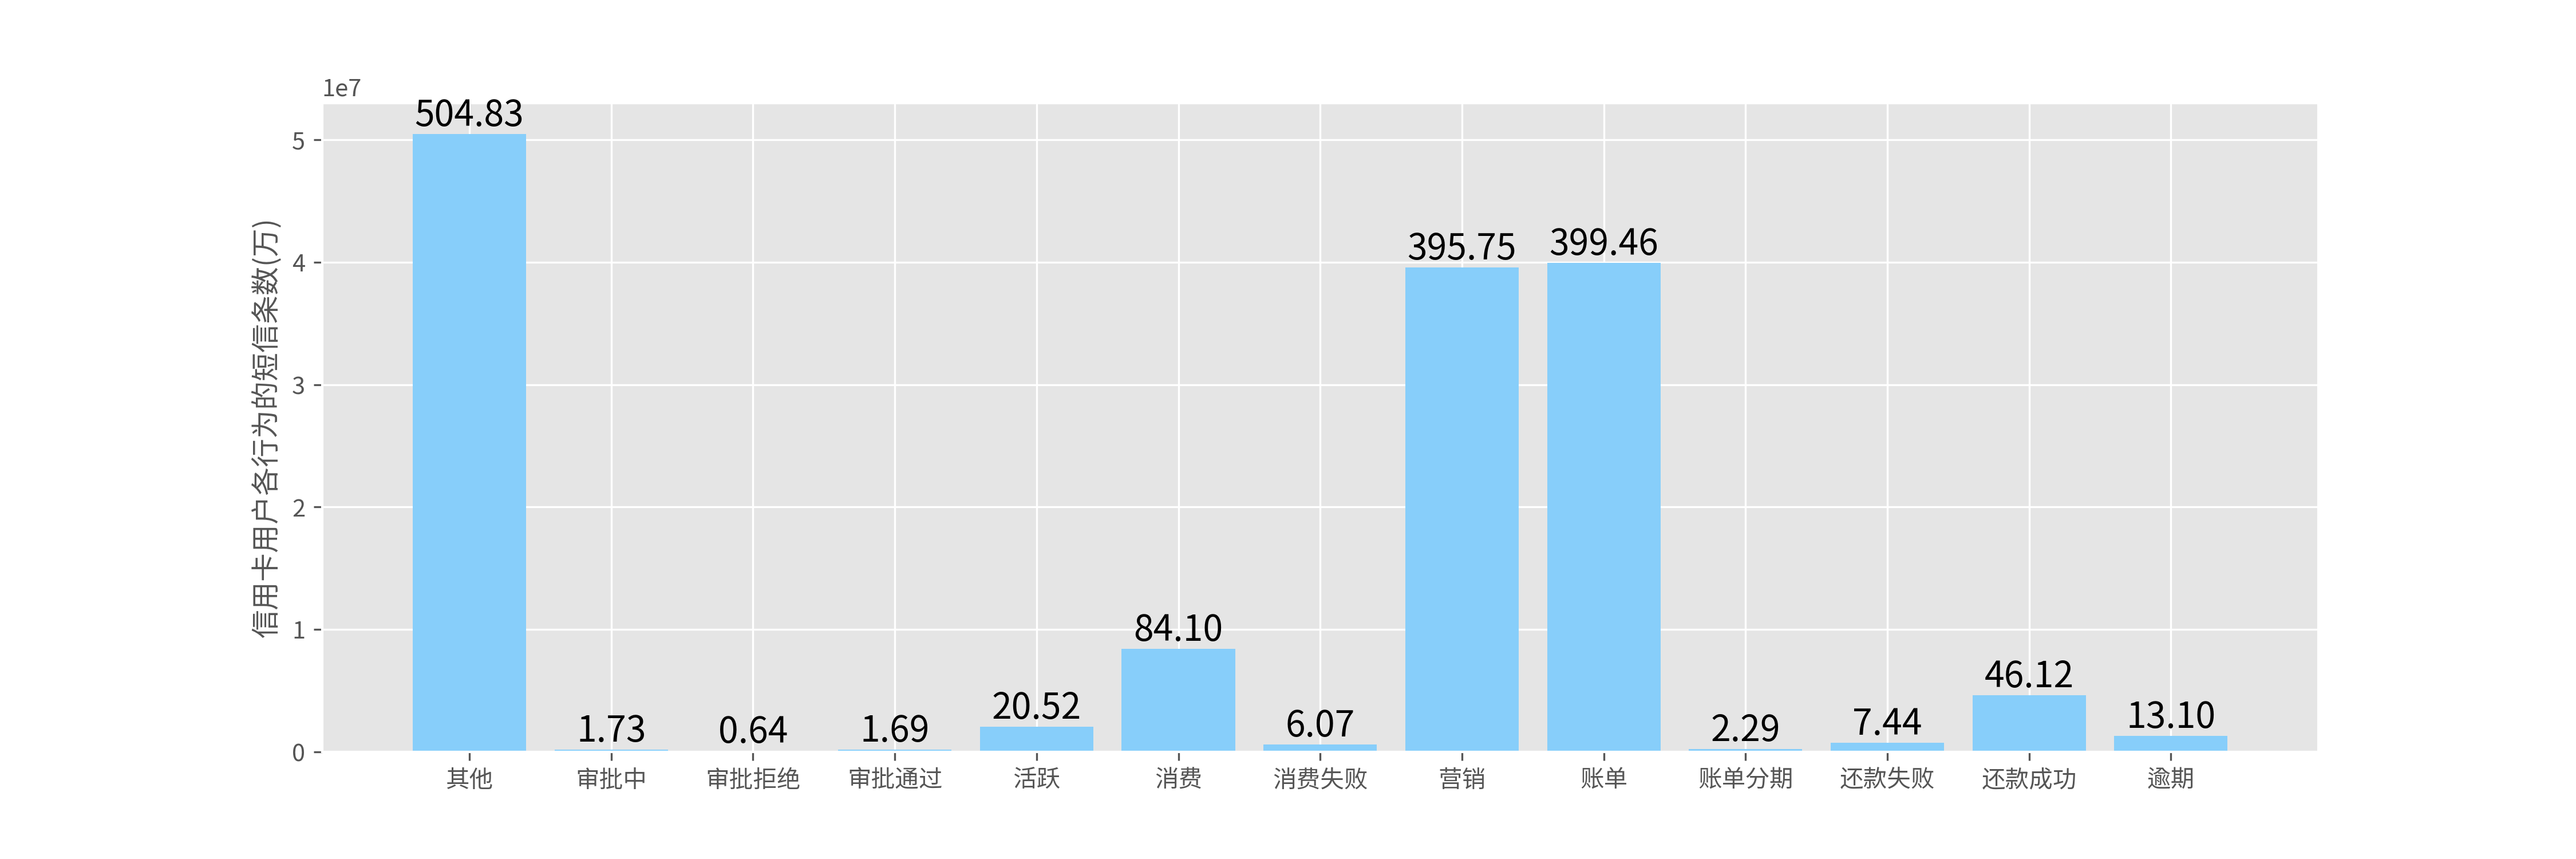 1e7
信用卡用户各行为的短信条数(万)
5
4
3
2
1
0
504.83
1.73
0.64
1.69
20.52
84.10
6.07
395.75
399.46
2.29
7.44
46.12
13.10
其他
审批中
审批拒绝
审批通过
活跃
消费
消费失败
营销
账单
账单分期
还款失败
还款成功
逾期